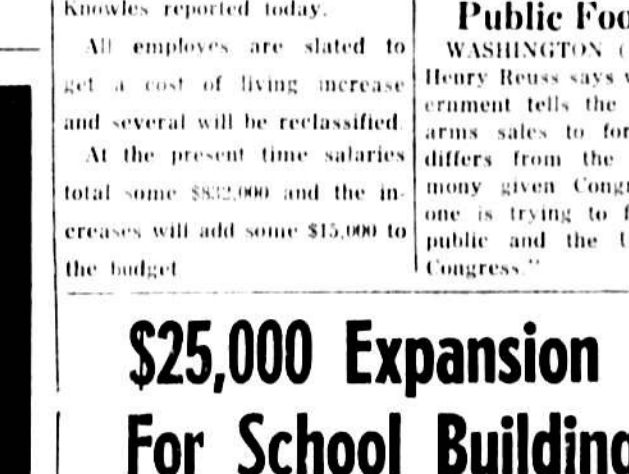 Knowles reported today.
All employes are slated to
get a cost of living increase
and several will be reclassified.
At the present time salaries
total some $832,000 and the in-
creases will add some $15,000 to
the budget
Public Foo
WASHINGTON (
Henry Reuss says
ernment tells the
arms sales to for
differs from the
mony given Congr
one is trying to f
public and the
Congress."
$25,000 Expansion
For School Building